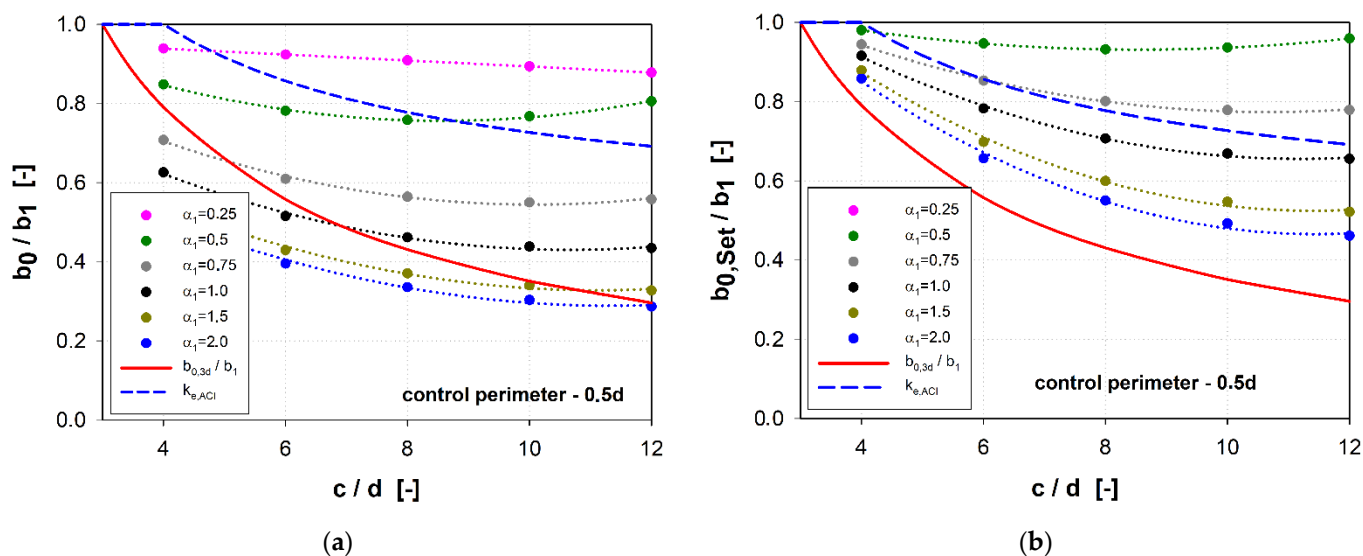 b0 / b1 [-]
1.0
0.8
0.6
0.4
0.2
0.0
α1=0.25
α1=0.5
α1=0.75
α1=1.0
α1=1.5
α1=2.0
b0,3d / b1
ke,ACI
control perimeter - 0.5d
4 6 8 10 12
c / d [-]
(a)
b0,Set / b1 [-]
1.0
0.8
0.6
0.4
0.2
0.0
α1=0.25
α1=0.5
α1=0.75
α1=1.0
α1=1.5
α1=2.0
b0,3d / b1
ke,ACI
control perimeter - 0.5d
4 6 8 10 12
c / d [-]
(b)